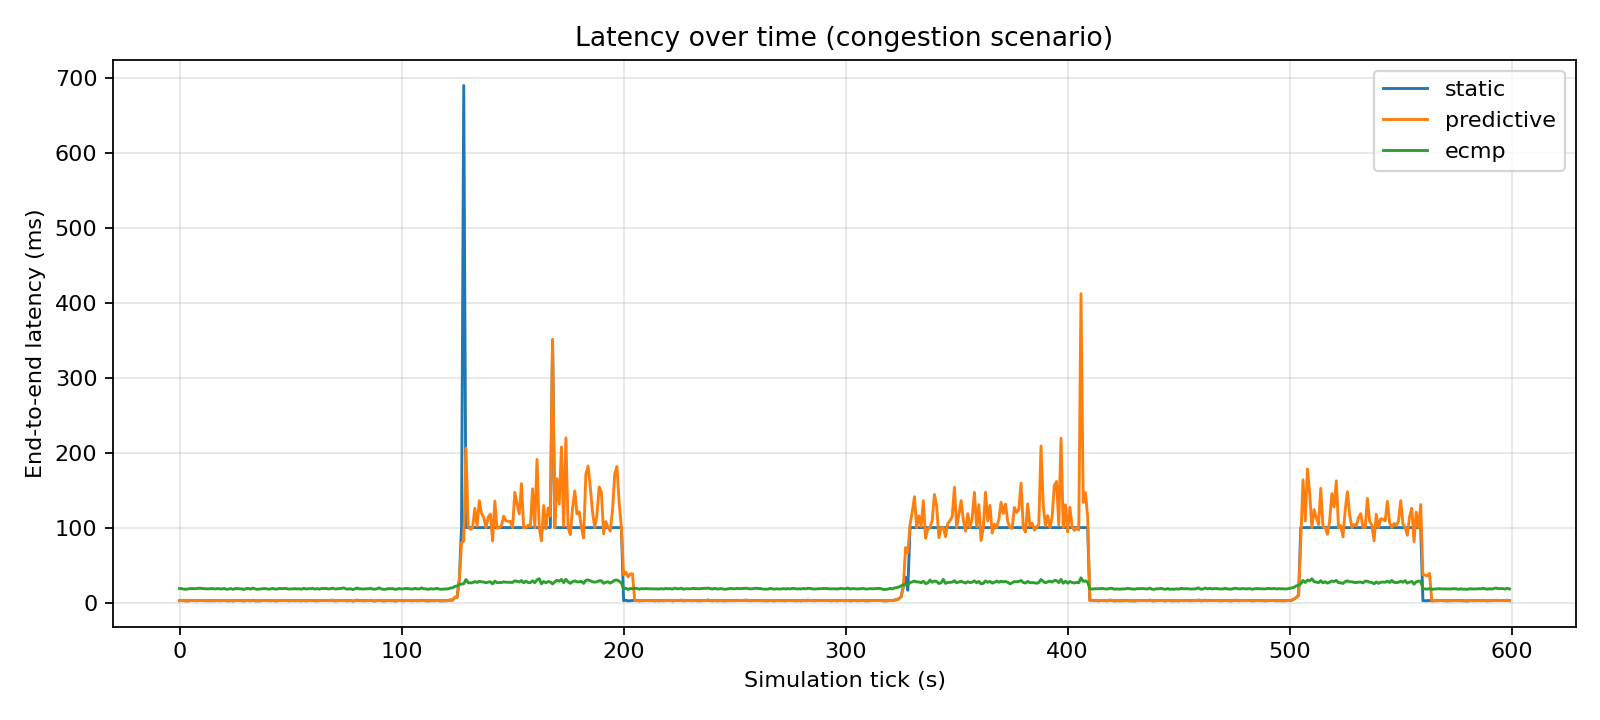 Latency over time (congestion scenario)
static
predictive
ecmp
End-to-end latency (ms)
700
600
500
400
300
200
100
0
0 100 200 300 400 500 600
Simulation tick (s)